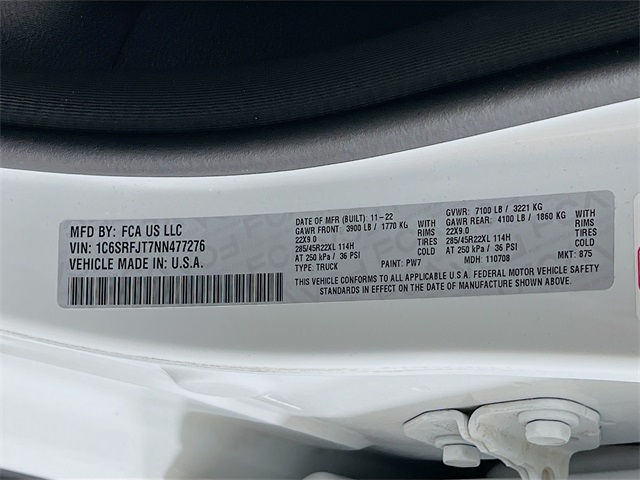 MFD BY: FCA US LLC
VIN: 1C6SRFJT7NN477276
VEHICLE MADE IN: U.S.A.
DATE OF MFR (BUILT): 11-22 GVWR: 7100 LB / 3221 KG
GAWR FRONT: 3900 LB / 1770 KG WITH GAWR REAR: 4100 LB / 1860 KG WITH
22X9.0 RIMS 22X9.0 RIMS
285/45R22XL 114H TIRES 285/45R22XL 114H TIRES
AT 250 kPa / 36 PSI COLD AT 250 kPa / 36 PSI COLD
TYPE: TRUCK PAINT: PW7 MDH: 110708 MKT: 875
THIS VEHICLE CONFORMS TO ALL APPLICABLE U.S.A. FEDERAL MOTOR VEHICLE SAFETY
STANDARDS IN EFFECT ON THE DATE OF MANUFACTURE SHOWN ABOVE.